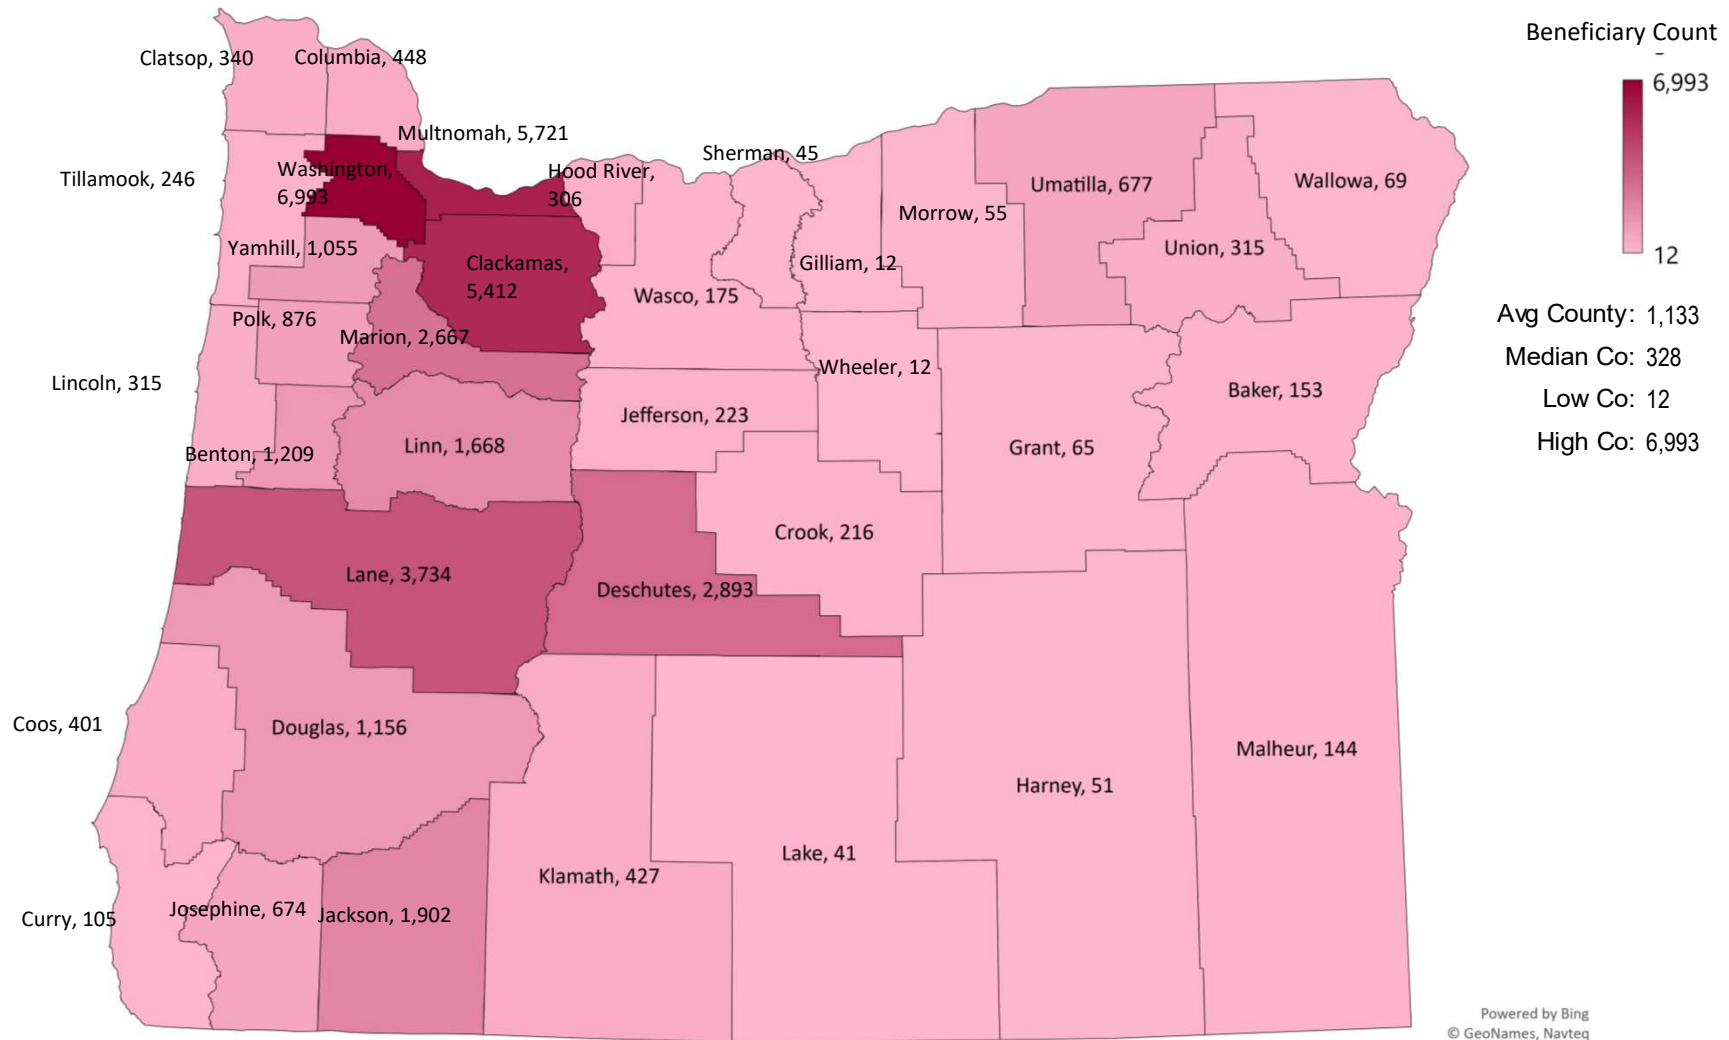 Beneficiary Count
6,993
12
Avg County: 1,133
Median Co: 328
Low Co: 12
High Co: 6,993
Clatsop, 340
Columbia, 448
Multnomah, 5,721
Washington,
6,993
Tillamook, 246
Hood River,
306
Sherman, 45
Umatilla, 677
Wallowa, 69
Morrow, 55
Union, 315
Gilliam, 12
Yamhill, 1,055
Clackamas,
5,412
Wasco, 175
Polk, 876
Marion, 2,667
Wheeler, 12
Lincoln, 315
Baker, 153
Jefferson, 223
Linn, 1,668
Grant, 65
Benton, 1,209
Crook, 216
Lane, 3,734
Deschutes, 2,893
Coos, 401
Douglas, 1,156
Malheur, 144
Harney, 51
Lake, 41
Klamath, 427
Curry, 105
Josephine, 674
Jackson, 1,902
Powered by Bing
© GeoNames, Navteq